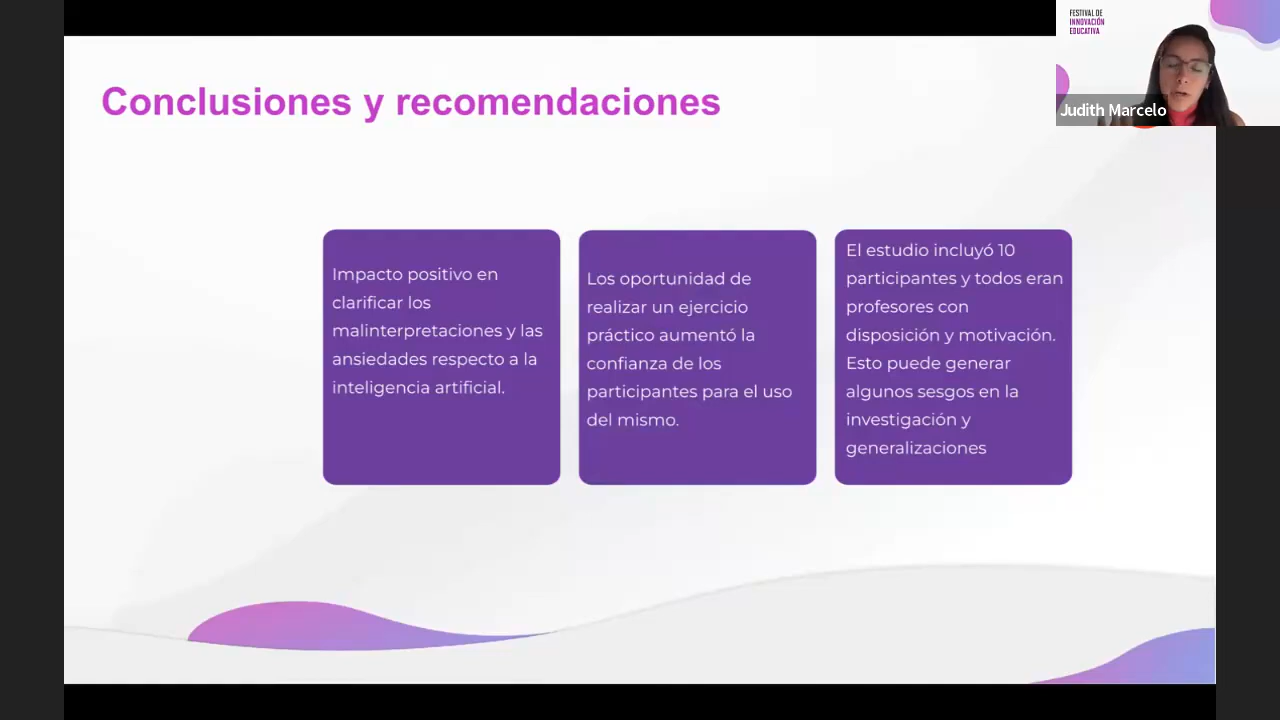 FESTIVAL DE
INNOVACIÓN
EDUCATIVA
Judith Marcelo
Conclusiones y recomendaciones
Impacto positivo en
clarificar los
malinterpretaciones y las
ansiedades respecto a la
inteligencia artificial.
Los oportunidad de
realizar un ejercicio
práctico aumentó la
confianza de los
participantes para el uso
del mismo.
El estudio incluyó 10
participantes y todos eran
profesores con
disposición y motivación.
Esto puede generar
algunos sesgos en la
investigación y
generalizaciones